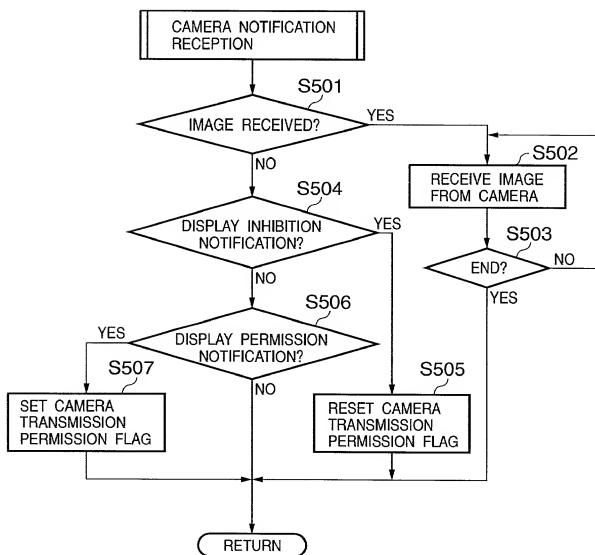 CAMERA NOTIFICATION
RECEPTION
S501
IMAGE RECEIVED?
YES
NO
S502
RECEIVE IMAGE
FROM CAMERA
S503
END?
NO
YES
S504
DISPLAY INHIBITION
NOTIFICATION?
YES
NO
S506
DISPLAY PERMISSION
NOTIFICATION?
YES
NO
S507
SET CAMERA
TRANSMISSION
PERMISSION FLAG
S505
RESET CAMERA
TRANSMISSION
PERMISSION FLAG
RETURN